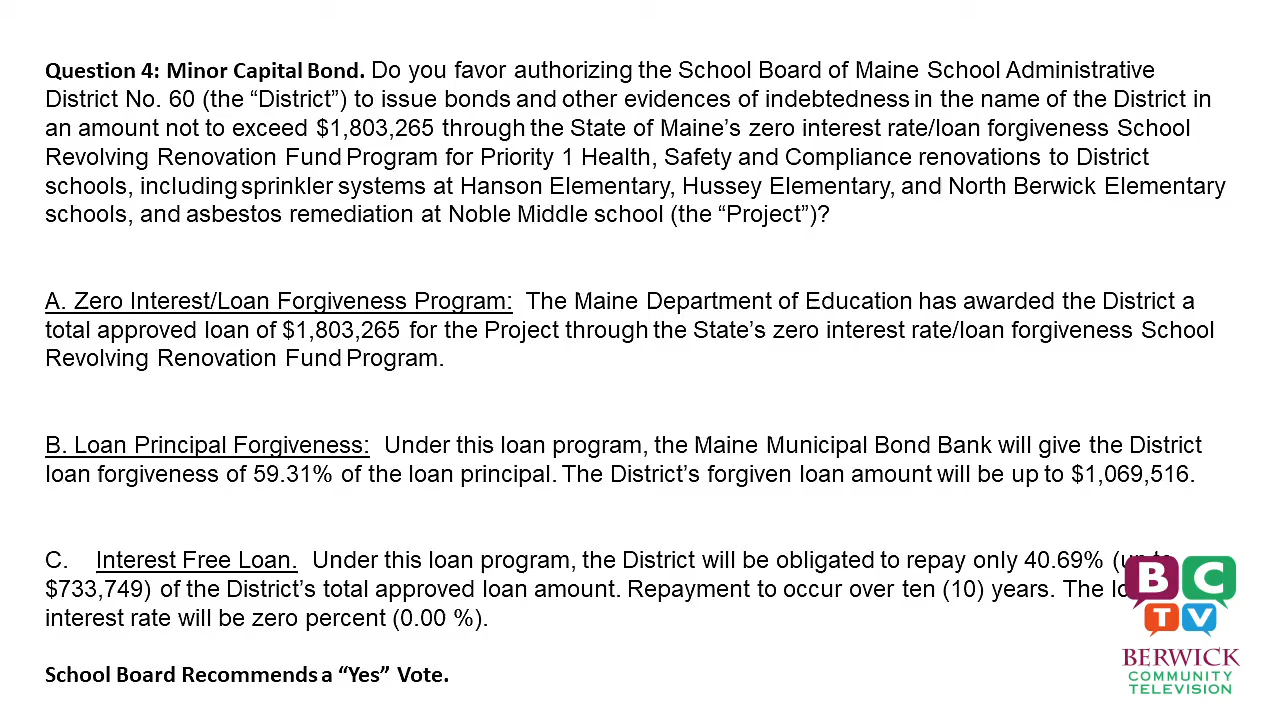 Question 4: Minor Capital Bond. Do you favor authorizing the School Board of Maine School Administrative
District No. 60 (the “District”) to issue bonds and other evidences of indebtedness in the name of the District in
an amount not to exceed $1,803,265 through the State of Maine’s zero interest rate/loan forgiveness School
Revolving Renovation Fund Program for Priority 1 Health, Safety and Compliance renovations to District
schools, including sprinkler systems at Hanson Elementary, Hussey Elementary, and North Berwick Elementary
schools, and asbestos remediation at Noble Middle school (the “Project”)?
A. Zero Interest/Loan Forgiveness Program: The Maine Department of Education has awarded the District a
total approved loan of $1,803,265 for the Project through the State’s zero interest rate/loan forgiveness School
Revolving Renovation Fund Program.
B. Loan Principal Forgiveness: Under this loan program, the Maine Municipal Bond Bank will give the District
loan forgiveness of 59.31% of the loan principal. The District’s forgiven loan amount will be up to $1,069,516.
C. Interest Free Loan. Under this loan program, the District will be obligated to repay only 40.69% (up to
$733,749) of the District’s total approved loan amount. Repayment to occur over ten (10) years. The
interest rate will be zero percent (0.00 %).
School Board Recommends a “Yes” Vote.
BC
TV
BERWICK
COMMUNITY
TELEVISION